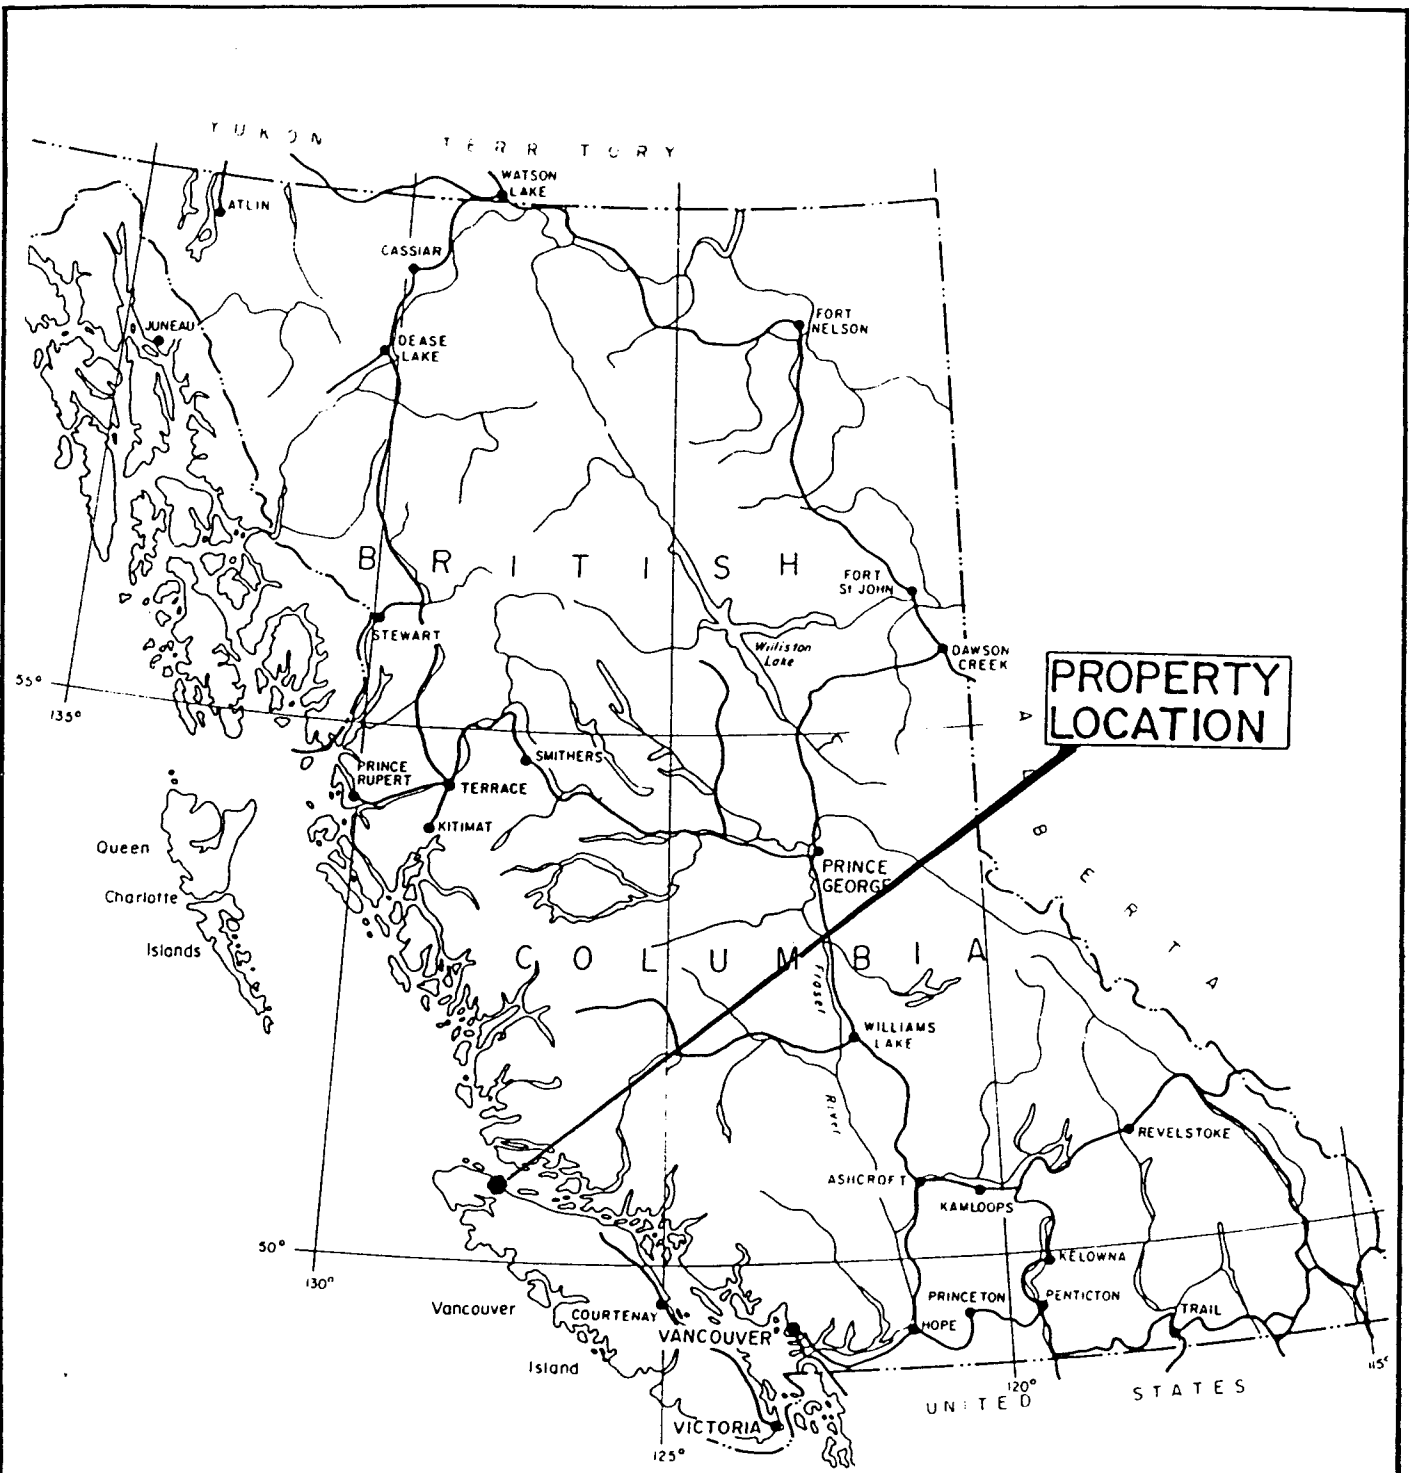 YUKON TERRITORY
WATSON
LAKE
ATLIN
CASSIAR
JUNEAU
FORT
NELSON
DEASE
LAKE
BRITISH
FORT
St JOHN
STEWART
Williston
Lake
DAWSON
CREEK
PROPERTY
LOCATION
55°
135°
ALBERTA
SMITHERS
PRINCE
RUPERT
TERRACE
KITIMAT
Queen
Charlotte
Islands
PRINCE
GEORGE
COLUMBIA
Fraser
River
WILLIAMS
LAKE
REVELSTOKE
ASHCROFT
KAMLOOPS
50°
130°
KELOWNA
Vancouver
Island
COURTENAY
VANCOUVER
PRINCETON
PENTICTON
HOPE
TRAIL
120°
115°
UNITED STATES
VICTORIA
125°